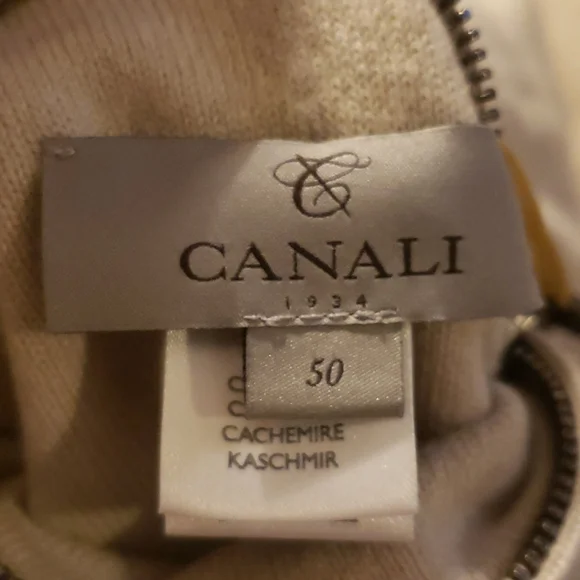 CANALI
1934
50
CACHEMIRE
KASCHMIR